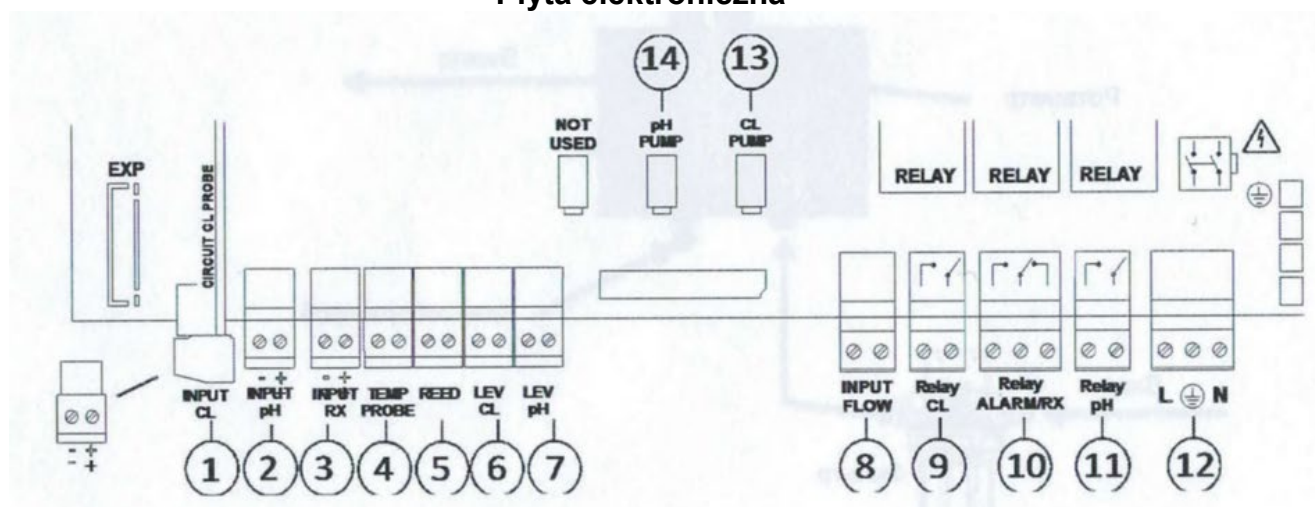 Płyta elektroniczna
14 13
NOT USED
pH PUMP
CL PUMP
EXP
CIRCUIT CL PROBE
RELAY RELAY RELAY
INPUT CL
INPUT pH
INPUT RX
TEMP PROBE
REED
LEV CL
LEV pH
INPUT FLOW
Relay CL
Relay ALARM/RX
Relay pH
L N
- +
- +
- +
- +
1 2 3 4 5 6 7 8 9 10 11 12